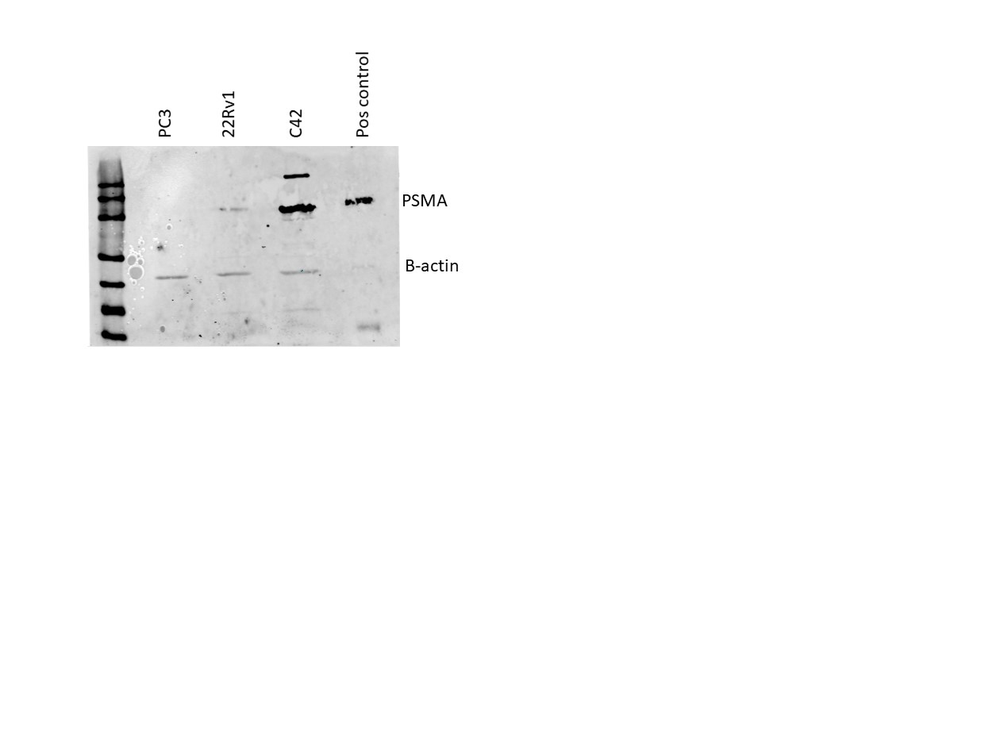 PC3
22Rv1
C42
Pos control
PSMA
B-actin